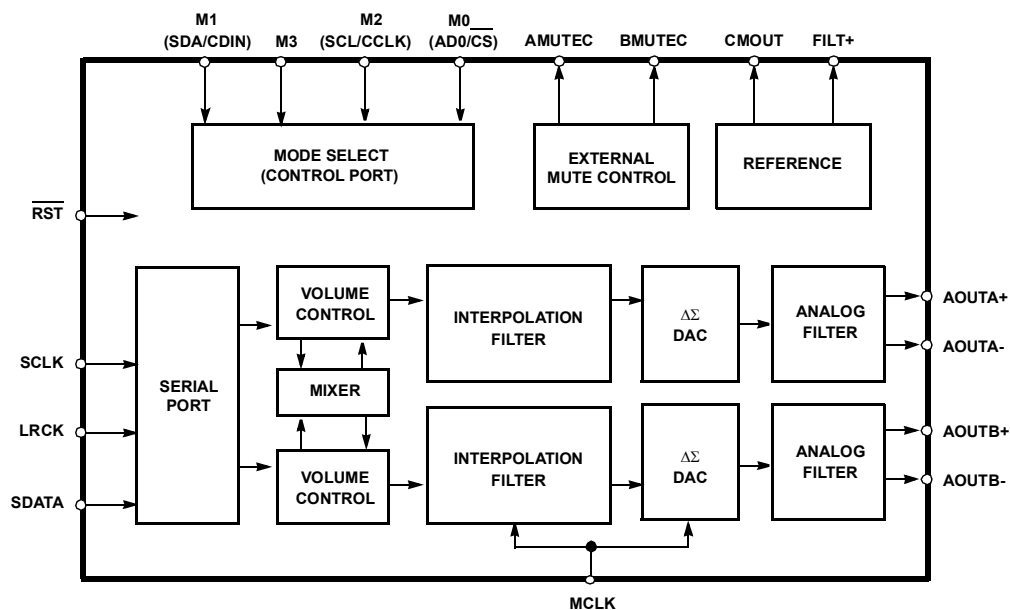 M1
(SDA/CDIN)
M3
M2
(SCL/CCLK)
M0
(AD0/CS)
AMUTEC
BMUTEC
CMOUT
FILT+
MODE SELECT
(CONTROL PORT)
EXTERNAL
MUTE CONTROL
REFERENCE
RST
SCLK
LRCK
SDATA
SERIAL
PORT
VOLUME
CONTROL
MIXER
VOLUME
CONTROL
INTERPOLATION
FILTER
ΔΣ
DAC
ANALOG
FILTER
INTERPOLATION
FILTER
ΔΣ
DAC
ANALOG
FILTER
AOUTA+
AOUTA-
AOUTB+
AOUTB-
MCLK